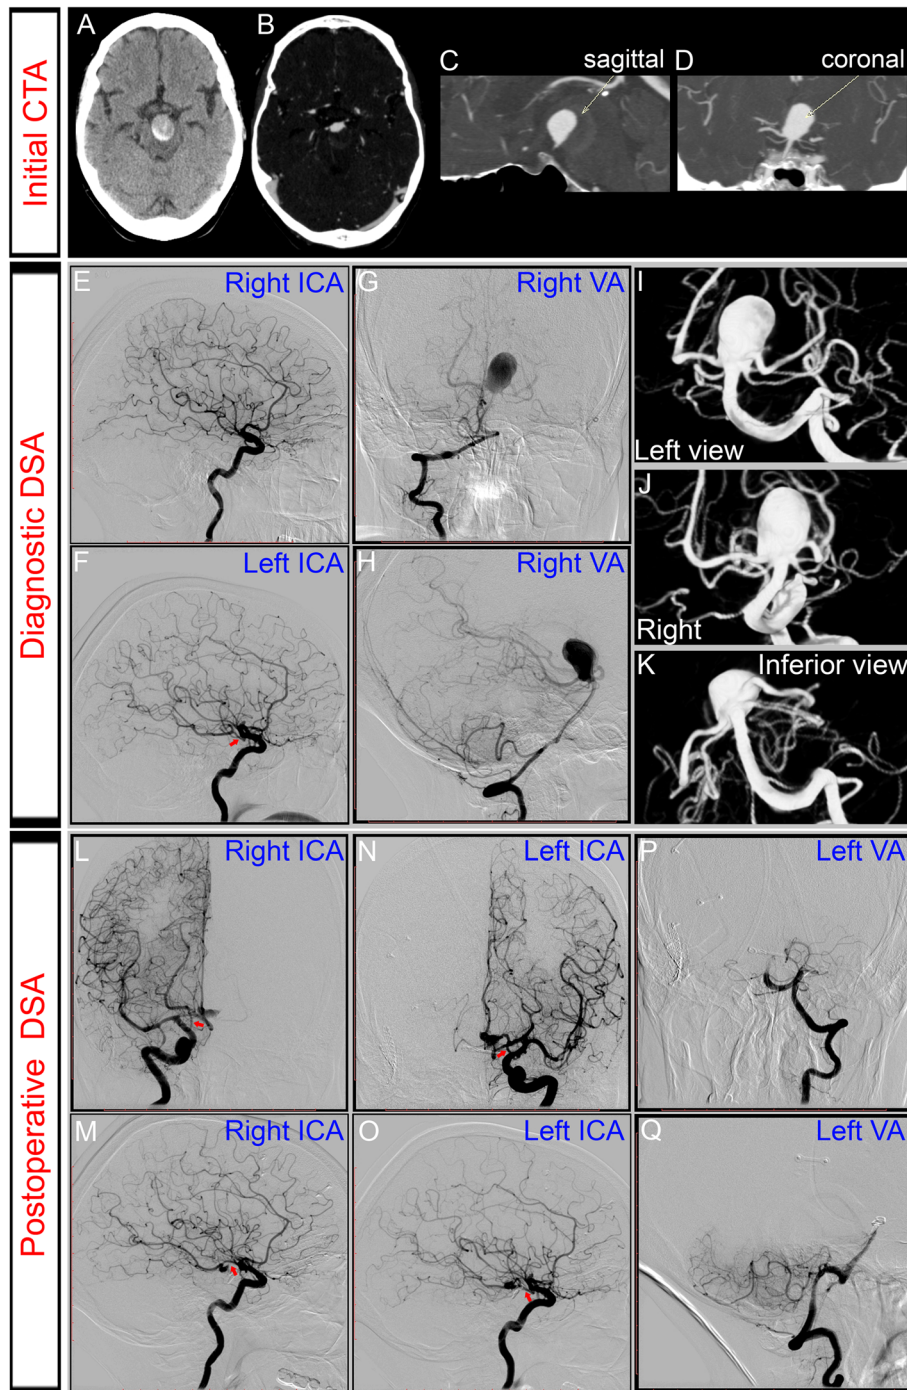 Initial CTA
A
B
C
sagittal
D
coronal
Diagnostic DSA
E
Right ICA
G
Right VA
I
Left view
J
Right
F
Left ICA
H
Right VA
K
Inferior view
Postoperative DSA
L
Right ICA
N
Left ICA
P
Left VA
M
Right ICA
O
Left ICA
Q
Left VA